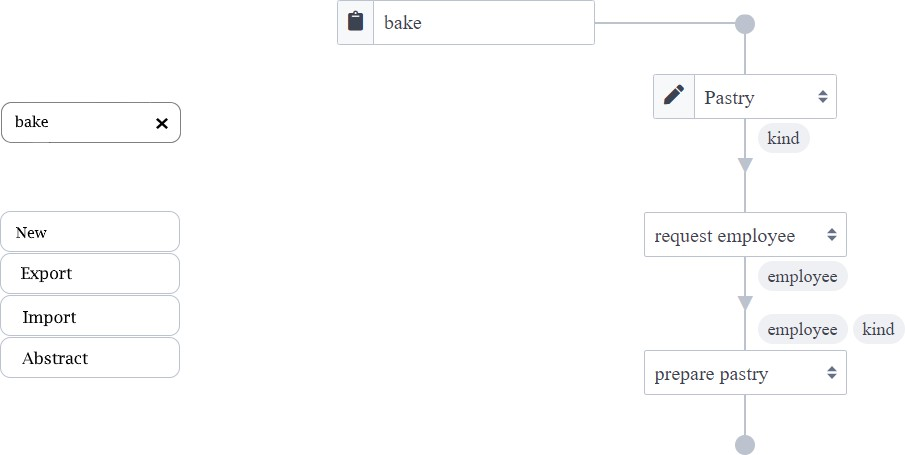 bake
Pastry
bake
kind
New
request employee
Export
employee
Import
employee kind
Abstract
prepare pastry